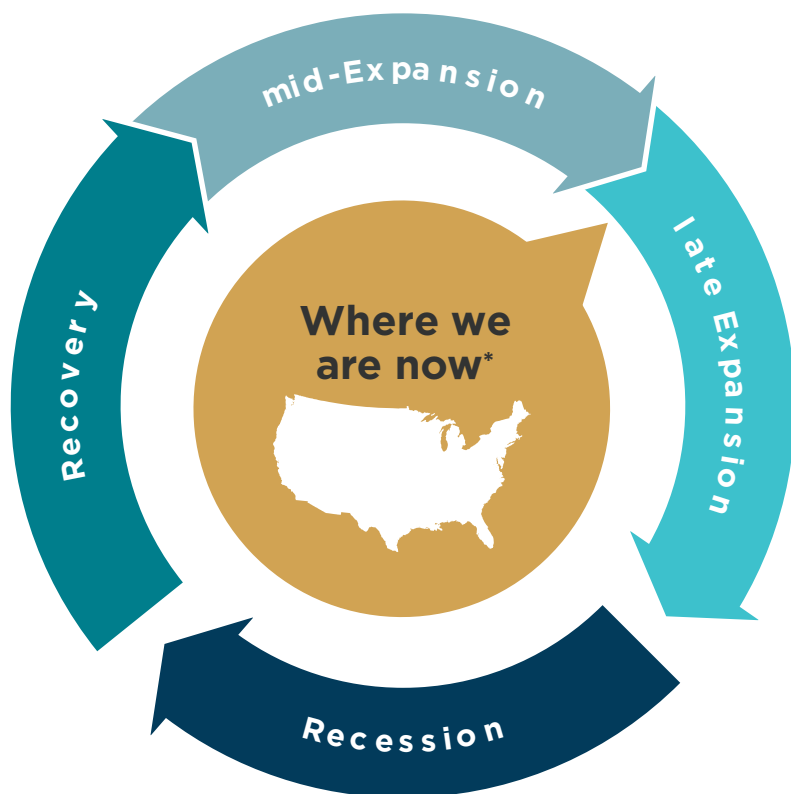 mid-Expansion
late Expansion
Where we
are now*
Recovery
Recession